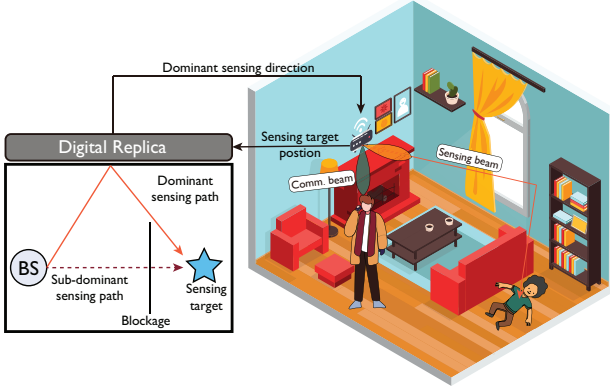 Dominant sensing direction
Digital Replica
Sensing target
postion
Comm. beam
Sensing beam
Dominant
sensing path
BS
Sub-dominant
sensing path
Sensing
target
Blockage